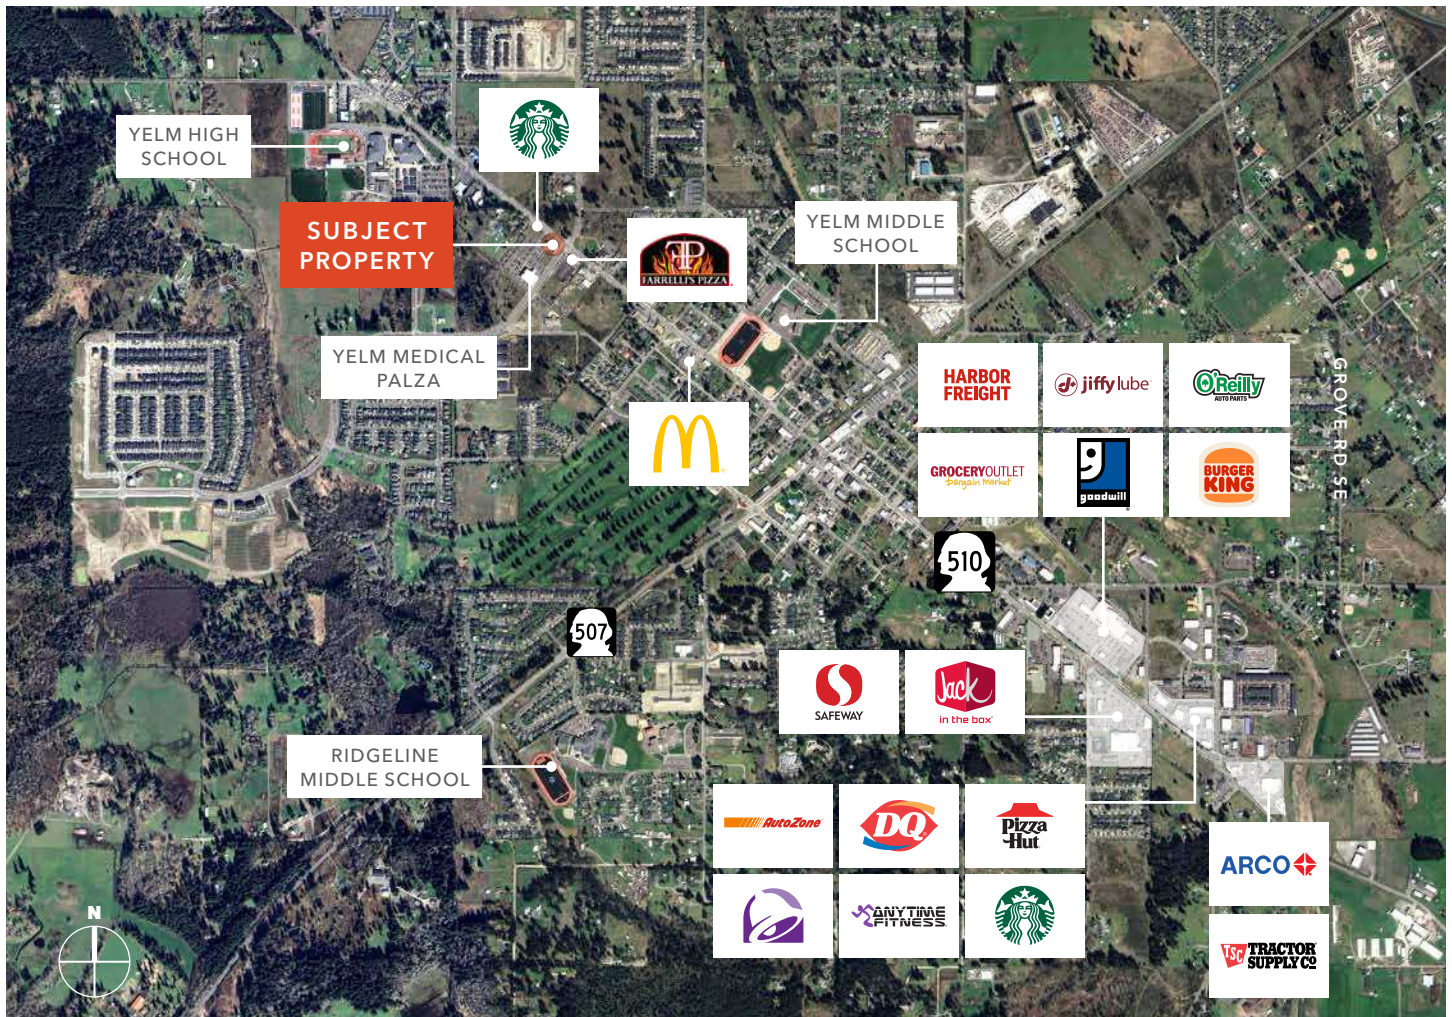 YELM HIGH
SCHOOL
SUBJECT
PROPERTY
FP
FARRELLI'S PIZZA
YELM MIDDLE
SCHOOL
YELM MEDICAL
PALZA
HARBOR
FREIGHT
jiffy lube
O'Reilly
AUTO PARTS
GROVE RD SE
GROCERY OUTLET
bargain market
goodwill
BURGER
KING
510
507
SAFEWAY
Jack
in the box
RIDGELINE
MIDDLE SCHOOL
AutoZone
DQ
Pizza
Hut
ARCO
ANYTIME
FITNESS
TSC TRACTOR
SUPPLY CO
N